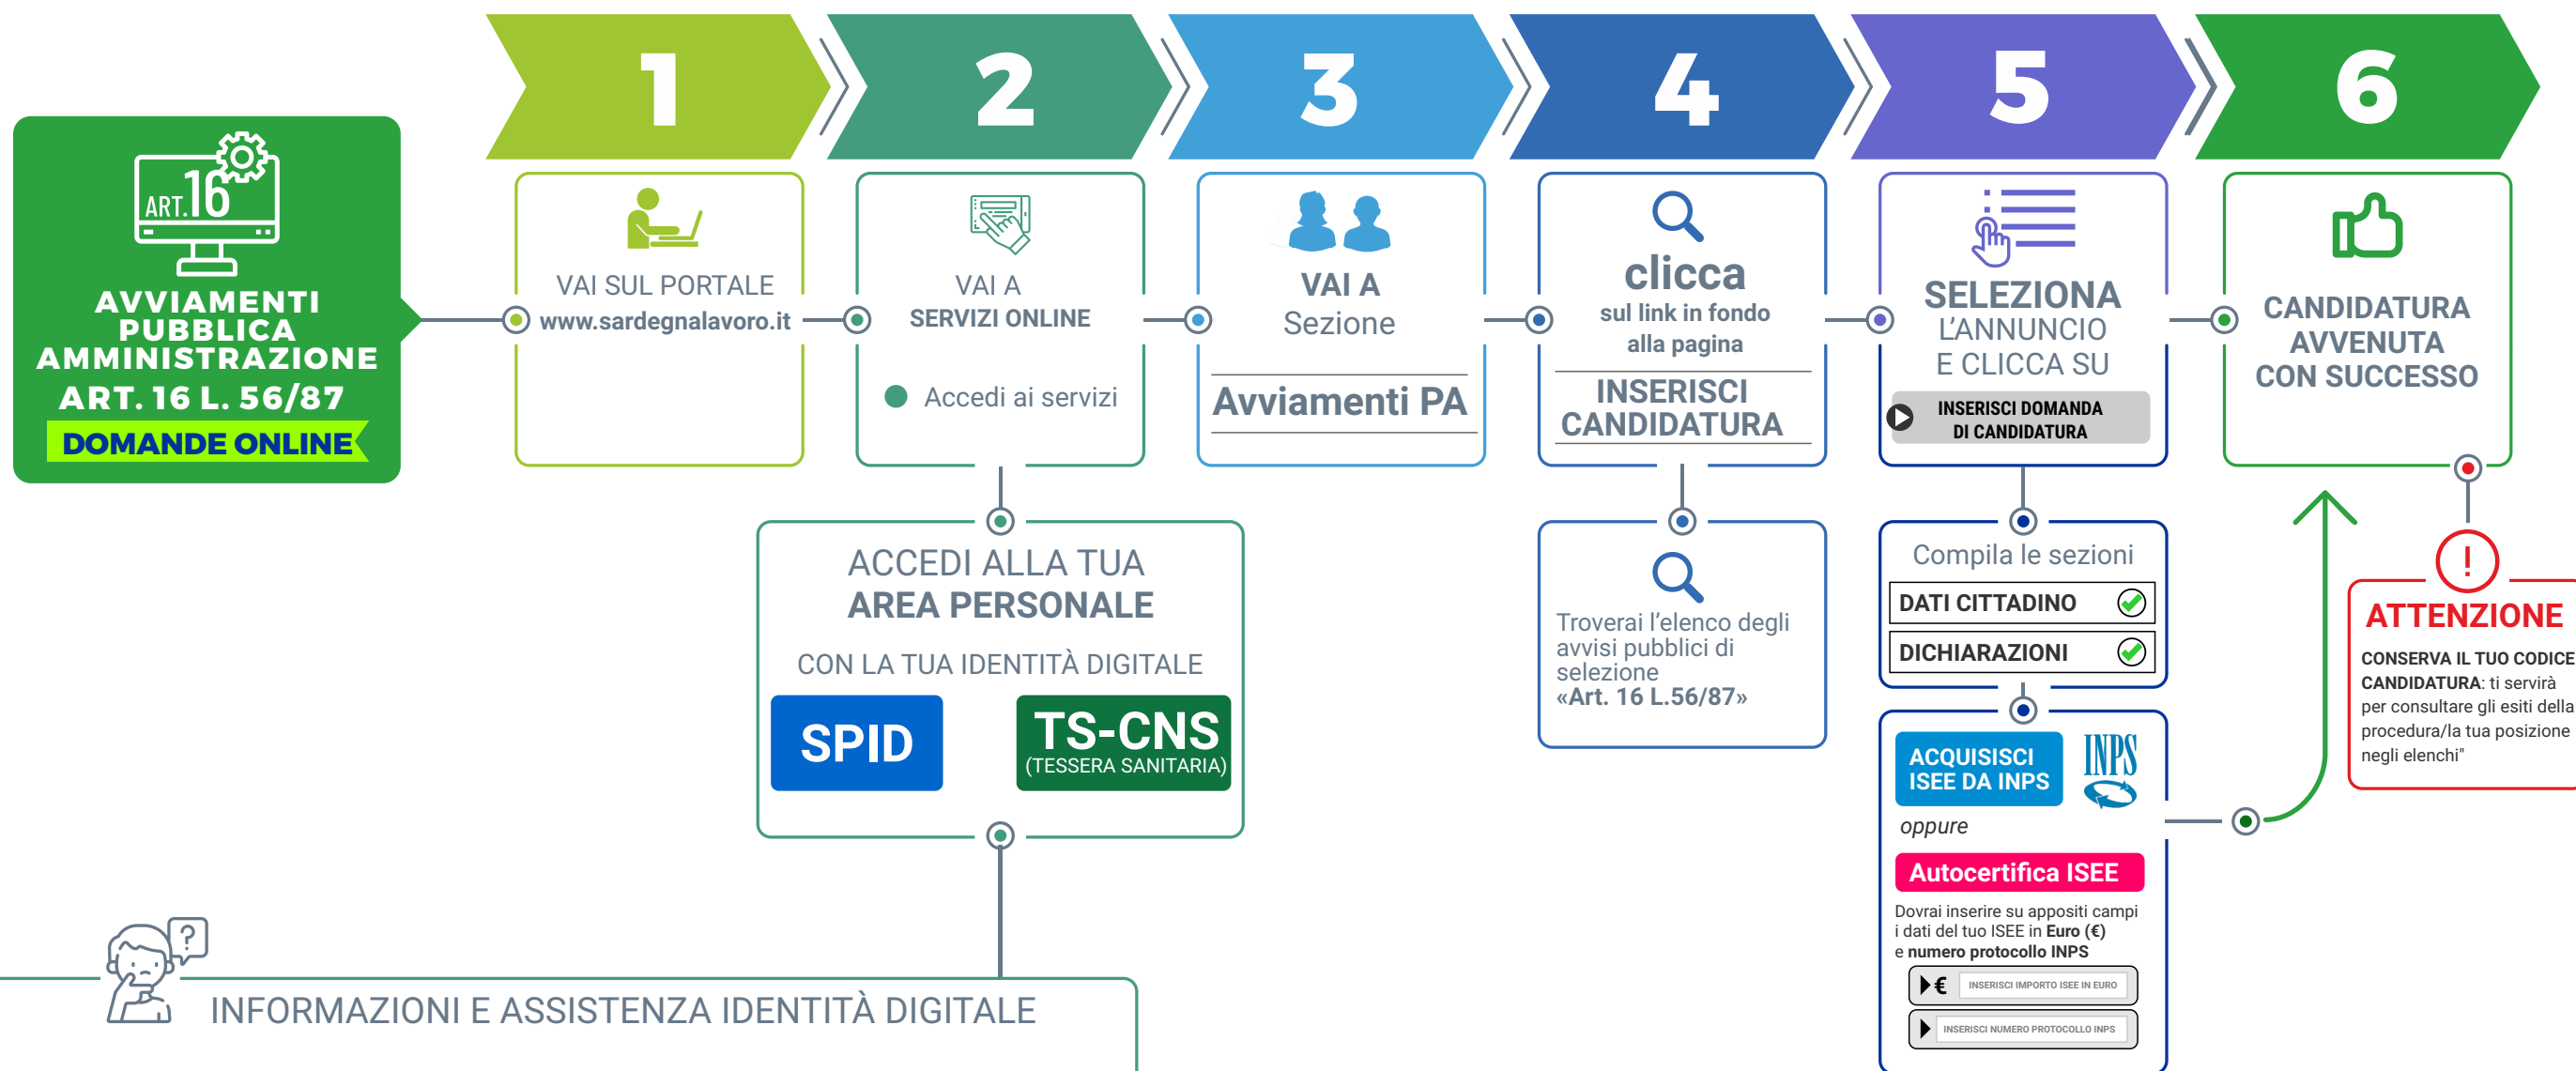 ART.16
AVVIAMENTI
PUBBLICA
AMMINISTRAZIONE
ART. 16 L. 56/87
DOMANDE ONLINE
1
VAI SUL PORTALE
www.sardegnalavoro.it
2
VAI A
SERVIZI ONLINE
Accedi ai servizi
ACCEDI ALLA TUA
AREA PERSONALE
CON LA TUA IDENTITÀ DIGITALE
SPID
TS-CNS
(TESSERA SANITARIA)
3
VAI A
Sezione
Avviamenti PA
4
clicca
sul link in fondo
alla pagina
INSERISCI
CANDIDATURA
Troverai l’elenco degli
avvisi pubblici di
selezione
«Art. 16 L.56/87»
5
SELEZIONA
L’ANNUNCIO
E CLICCA SU
INSERISCI DOMANDA
DI CANDIDATURA
Compila le sezioni
DATI CITTADINO
DICHIARAZIONI
ACQUISISCI
ISEE DA INPS
INPS
oppure
Autocertifica ISEE
Dovrai inserire su appositi campi
i dati del tuo ISEE in Euro (€)
e numero protocollo INPS
€ INSERISCI IMPORTO ISEE IN EURO
INSERISCI NUMERO PROTOCOLLO INPS
6
CANDIDATURA
AVVENUTA
CON SUCCESSO
!
ATTENZIONE
CONSERVA IL TUO CODICE
CANDIDATURA: ti servirà
per consultare gli esiti della
procedura/la tua posizione
negli elenchi"
?
INFORMAZIONI E ASSISTENZA IDENTITÀ DIGITALE